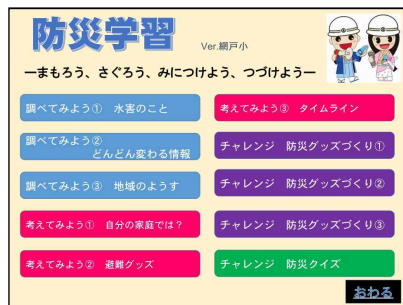 防災学習
Ver.網戸小
ーまもろう、さぐろう、みにつけよう、つづけようー
調べてみよう① 水害のこと
調べてみよう②
どんどん変わる情報
調べてみよう③ 地域のようす
考えてみよう① 自分の家庭では？
考えてみよう② 避難グッズ
考えてみよう③ タイムライン
チャレンジ 防災グッズづくり①
チャレンジ 防災グッズづくり②
チャレンジ 防災グッズづくり③
チャレンジ 防災クイズ
おわる